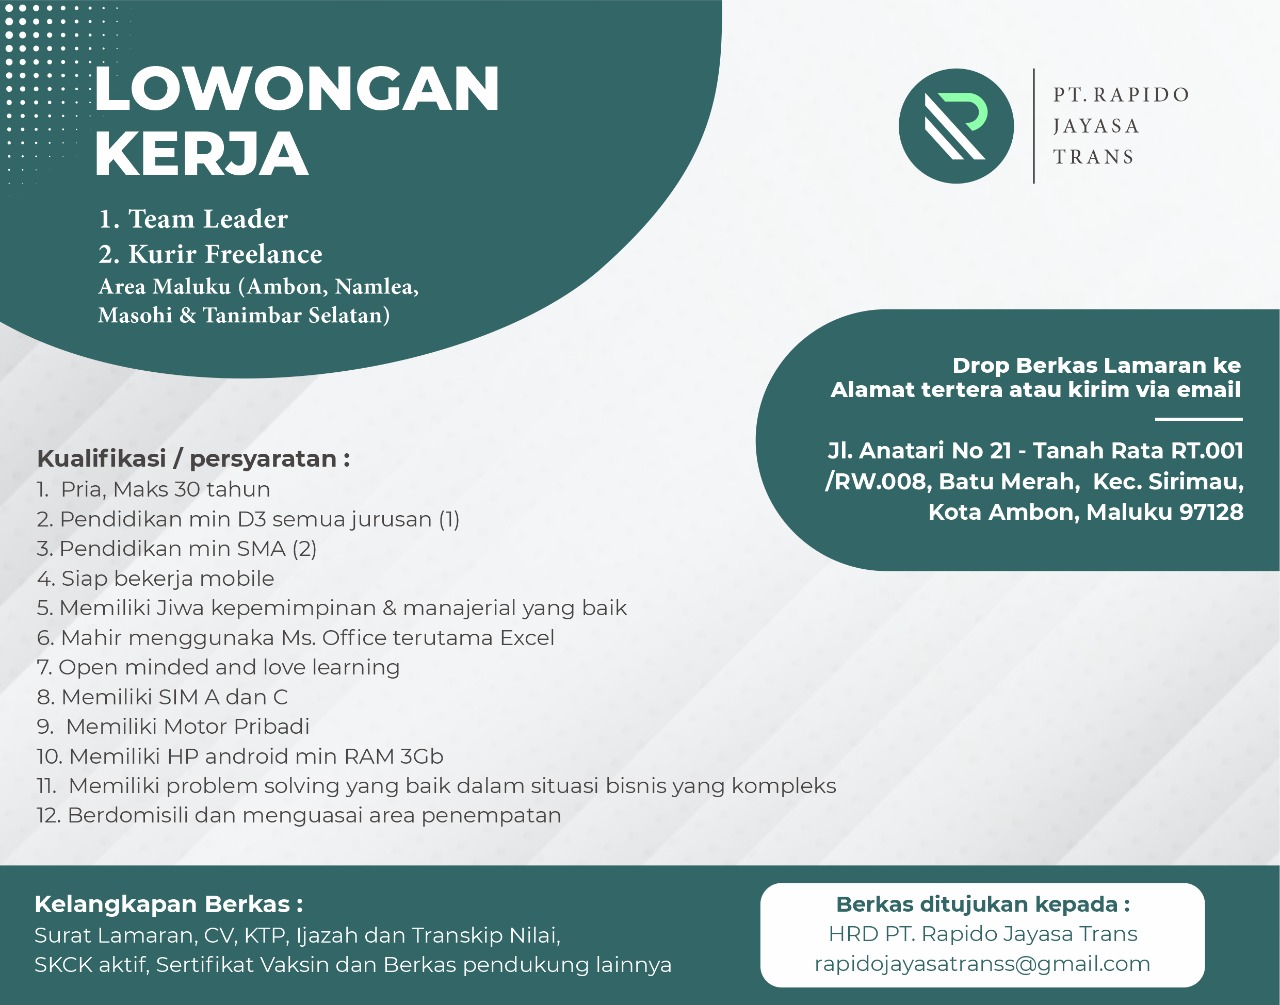 LOWONGAN
KERJA
1. Team Leader
2. Kurir Freelance
Area Maluku (Ambon, Namlea,
Masohi & Tanimbar Selatan)
PT. RAPIDO
JAYASA
TRANS
Drop Berkas Lamaran ke
Alamat tertera atau kirim via email
Jl. Anatari No 21 - Tanah Rata RT.001
/RW.008, Batu Merah, Kec. Sirimau,
Kota Ambon, Maluku 97128
Kualifikasi / persyaratan :
1. Pria, Maks 30 tahun
2. Pendidikan min D3 semua jurusan (1)
3. Pendidikan min SMA (2)
4. Siap bekerja mobile
5. Memiliki Jiwa kepemimpinan & manajerial yang baik
6. Mahir menggunaka Ms. Office terutama Excel
7. Open minded and love learning
8. Memiliki SIM A dan C
9. Memiliki Motor Pribadi
10. Memiliki HP android min RAM 3Gb
11. Memiliki problem solving yang baik dalam situasi bisnis yang kompleks
12. Berdomisili dan menguasai area penempatan
Kelangkapan Berkas :
Surat Lamaran, CV, KTP, Ijazah dan Transkip Nilai,
SKCK aktif, Sertifikat Vaksin dan Berkas pendukung lainnya
Berkas ditujukan kepada :
HRD PT. Rapido Jayasa Trans
rapidojayasatranss@gmail.com